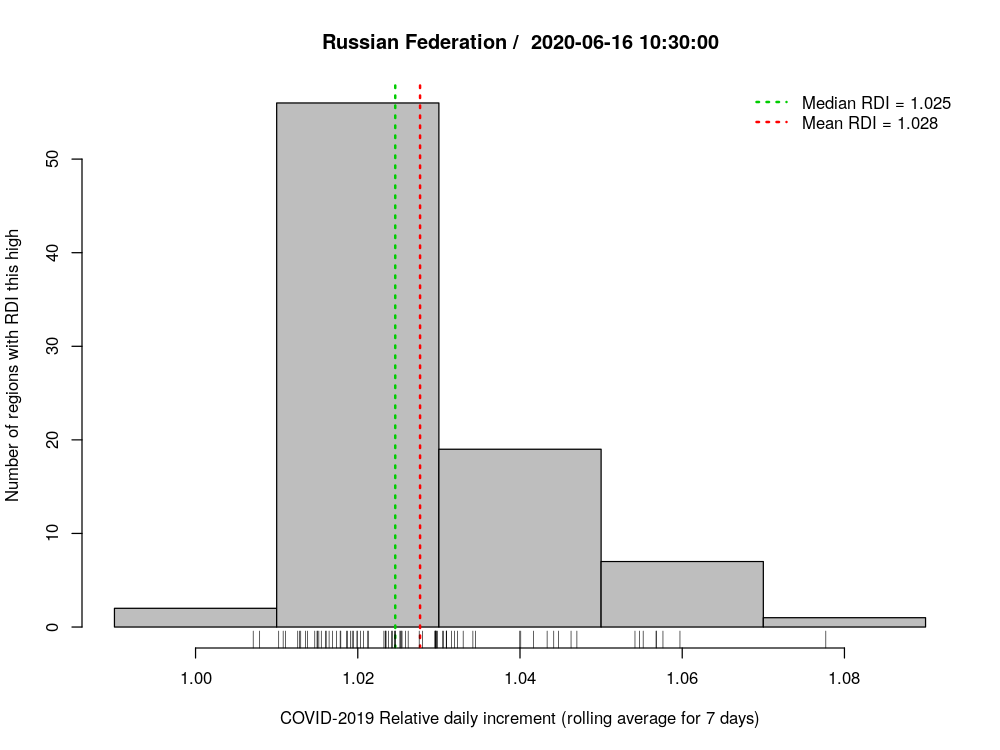 Russian Federation /  2020-06-16 10:30:00
Median RDI = 1.025
Mean RDI = 1.028
Number of regions with RDI this high
50
40
30
20
10
0
1.00 1.02 1.04 1.06 1.08
COVID-2019 Relative daily increment (rolling average for 7 days)